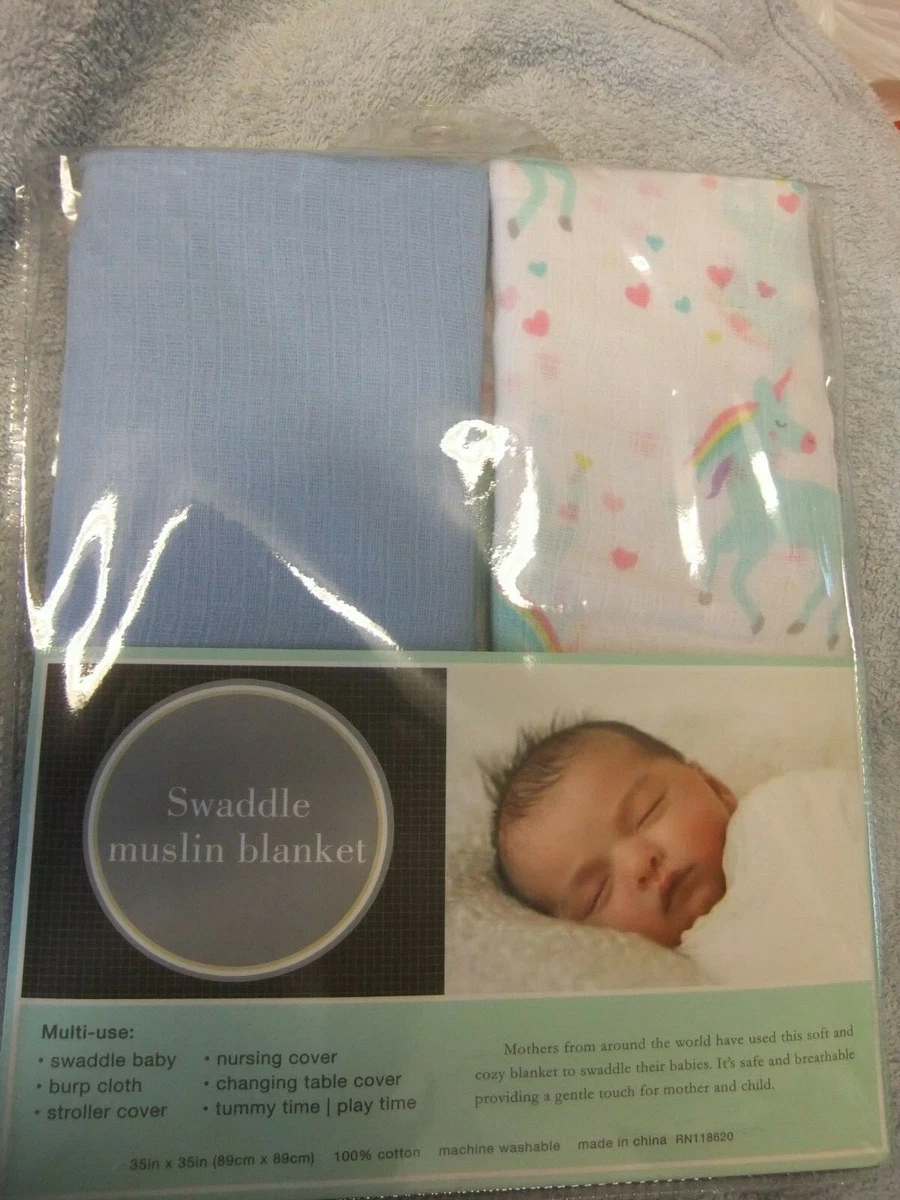 Swaddle
muslin blanket
Multi-use:
• swaddle baby
• burp cloth
• stroller cover
• nursing cover
• changing table cover
• tummy time | play time
Mothers from around the world have used this soft and
cozy blanket to swaddle their babies. It's safe and breathable
providing a gentle touch for mother and child.
35in x 35in (89cm x 89cm) 100% cotton machine washable made in china RN118620